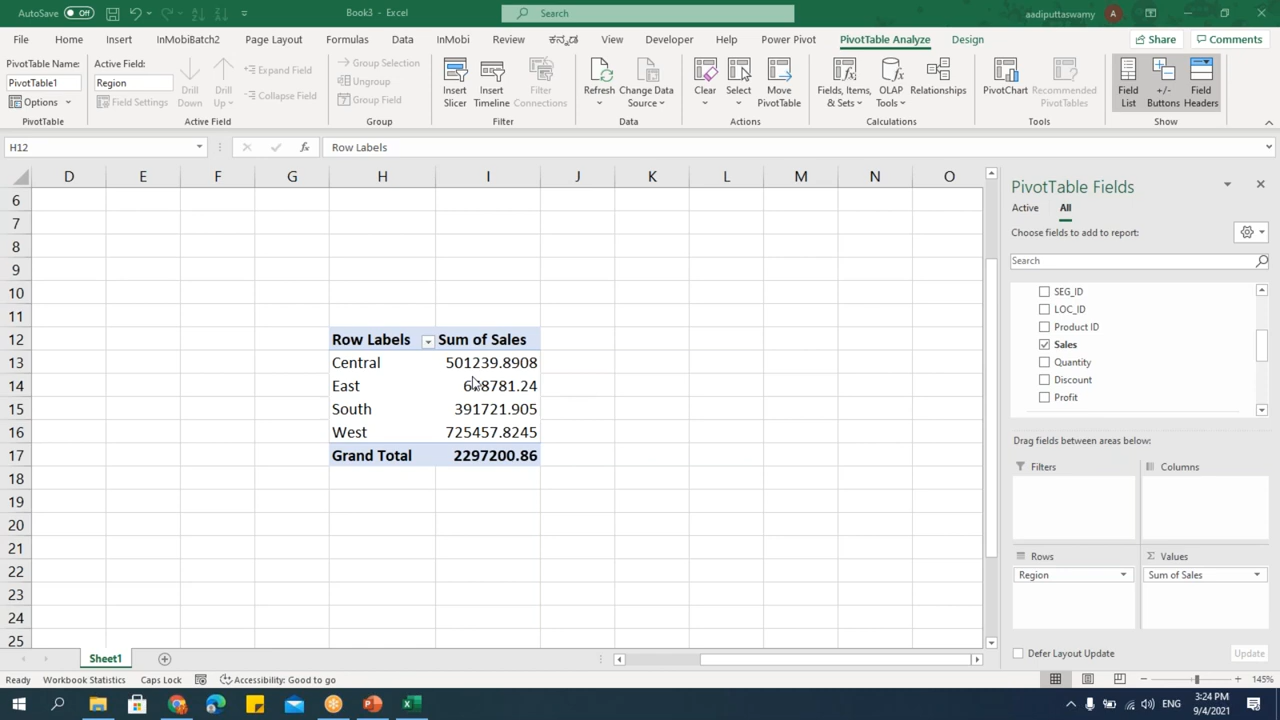 AutoSave Off Book3 - Excel Search aadiputtaswamy A
File Home Insert InMobiBatch2 Page Layout Formulas Data InMobi Review ಕನ್ನಡ View Developer Help Power Pivot PivotTable Analyze Design Share Comments
PivotTable Name:
PivotTable1
Options
PivotTable
Active Field:
Region
Field Settings
Drill Down
Drill Up
Expand Field
Collapse Field
Active Field
Group Selection
Ungroup
Group Field
Group
Insert Slicer
Insert Timeline
Filter Connections
Filter
Refresh
Change Data Source
Data
Clear
Select
Move PivotTable
Actions
Fields, Items, & Sets
OLAP Tools
Relationships
Calculations
PivotChart
Recommended PivotTables
Tools
Field List
+/- Buttons
Field Headers
Show
H12 fx Row Labels
D E F G H I J K L M N O
6
7
8
9
10
11
12 Row Labels Sum of Sales
13 Central 501239.8908
14 East 8781.24
15 South 391721.905
16 West 725457.8245
17 Grand Total 2297200.86
18
19
20
21
22
23
24
25
PivotTable Fields
Active All
Choose fields to add to report:
Search
SEG_ID
LOC_ID
Product ID
Sales
Quantity
Discount
Profit
Drag fields between areas below:
Filters Columns
Rows Values
Region Sum of Sales
Defer Layout Update Update
Sheet1
Ready Workbook Statistics Caps Lock Accessibility: Good to go 145%
ENG 3:24 PM
9/4/2021